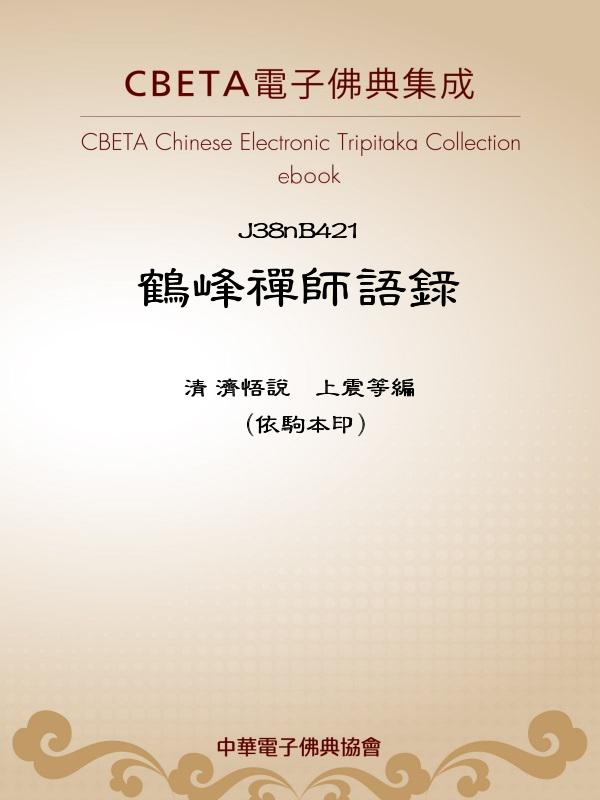 CBETA電子佛典集成
CBETA Chinese Electronic Tripitaka Collection
ebook
J38nB421
鶴峰禪師語錄
清 濟悟說　上震等編
（依駒本印）
中華電子佛典協會